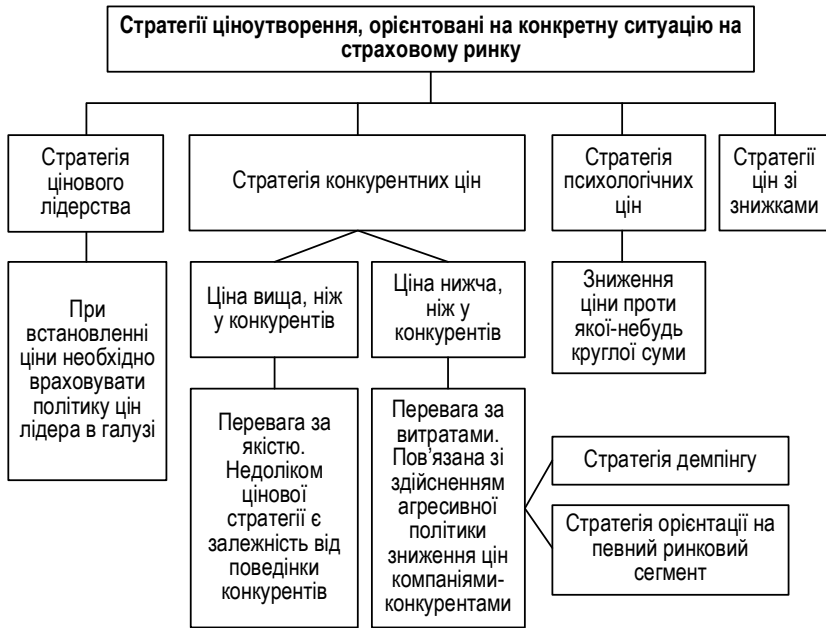 Стратегії ціноутворення, орієнтовані на конкретну ситуацію на
страховому ринку
Стратегія
цінового
лідерства
Стратегія конкурентних цін
Стратегія
психологічних
цін
Стратегії
цін зі
знижками
При
встановленні
ціни необхідно
враховувати
політику цін
лідера в галузі
Ціна вища, ніж
у конкурентів
Ціна нижча,
ніж у
конкурентів
Зниження
ціни проти
якої-небудь
круглої суми
Перевага за
якістю.
Недоліком
цінової
стратегії є
залежність від
поведінки
конкурентів
Перевага за
витратами.
Пов’язана зі
здійсненням
агресивної
політики
зниження цін
компаніями-
конкурентами
Стратегія демпінгу
Стратегія орієнтації на
певний ринковий
сегмент